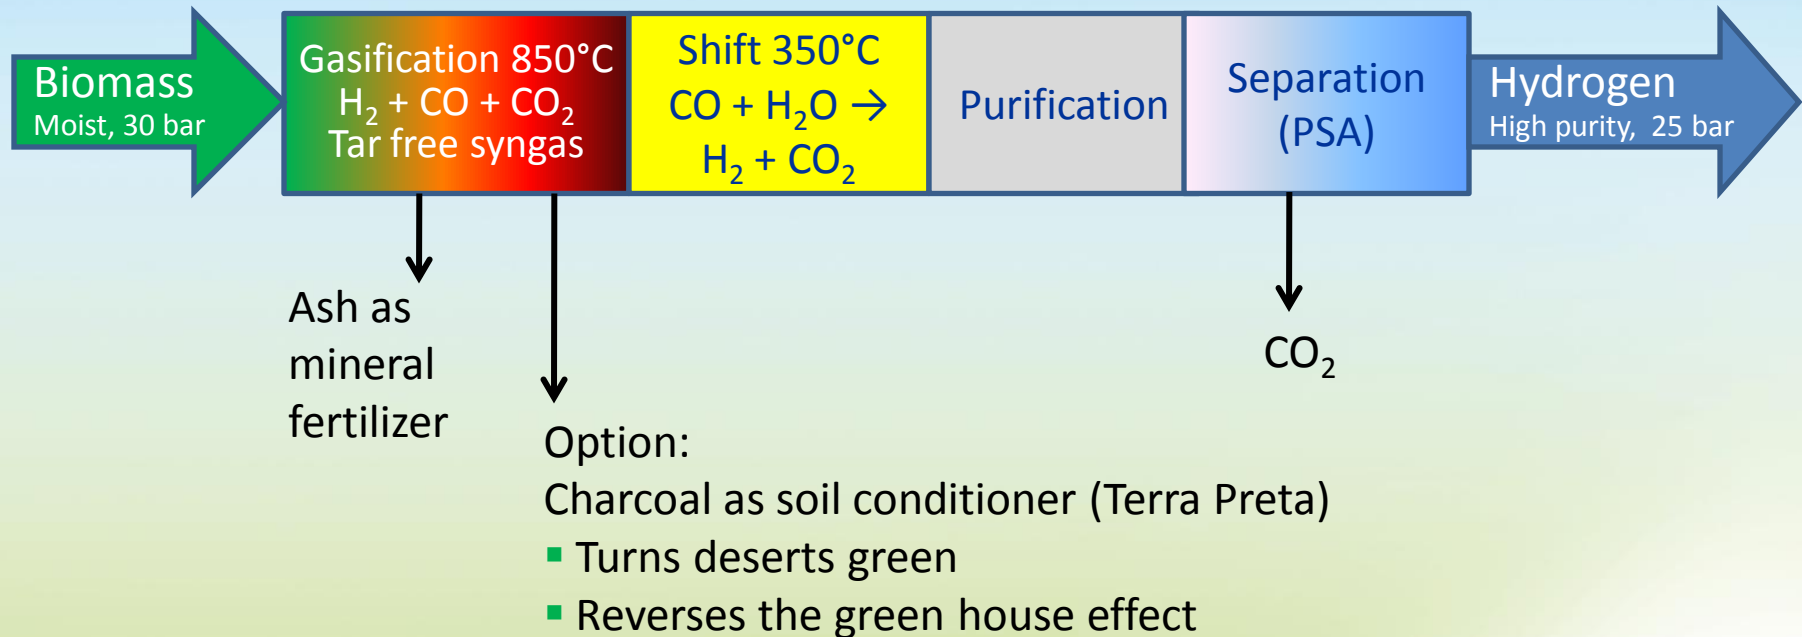 Biomass
Moist, 30 bar
Gasification 850°C
H₂ + CO + CO₂
Tar free syngas
Shift 350°C
CO + H₂O →
H₂ + CO₂
Purification
Separation
(PSA)
Hydrogen
High purity, 25 bar
Ash as
mineral
fertilizer
CO₂
Option:
Charcoal as soil conditioner (Terra Preta)
▪ Turns deserts green
▪ Reverses the green house effect